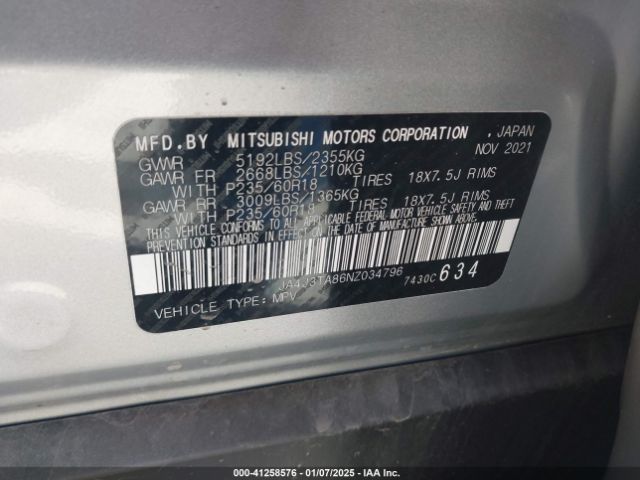 MFD.BY MITSUBISHI MOTORS CORPORATION , JAPAN
NOV 2021
GVWR 5192LBS/2355KG
GAWR FR 2668LBS/1210KG
WITH P235/60R18 TIRES 18X7.5J RIMS
GAWR RR 3009LBS/1365KG
WITH P235/60R18 TIRES 18X7.5J RIMS
THIS VEHICLE CONFORMS TO ALL APPLICABLE FEDERAL MOTOR VEHICLE SAFETY AND THEFT
PREVENTION STANDARDS IN EFFECT ON THE DATE OF MANUFACTURE SHOWN ABOVE.
JA4J3TA86NZ034796
7430C 634
VEHICLE TYPE: MPV
000-41258576 | 01/07/2025 | IAA Inc.